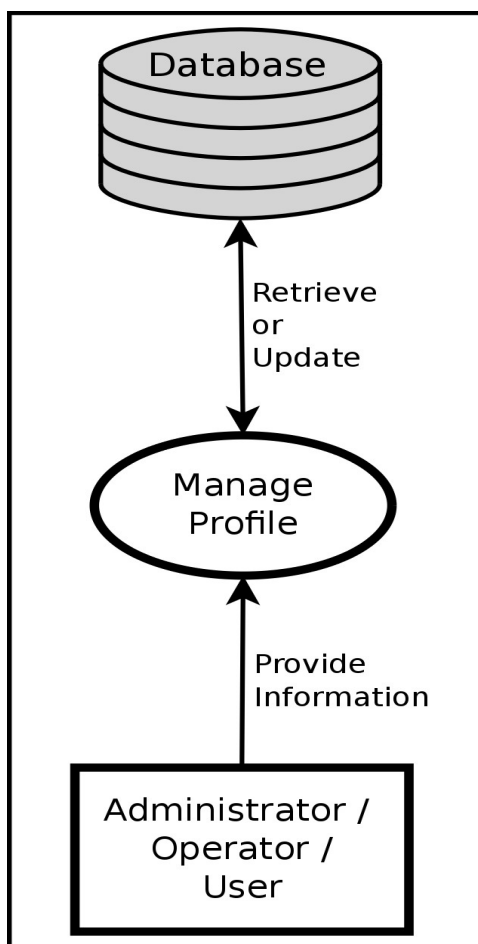 Database
Retrieve
or
Update
Manage
Profile
Provide
Information
Administrator /
Operator /
User